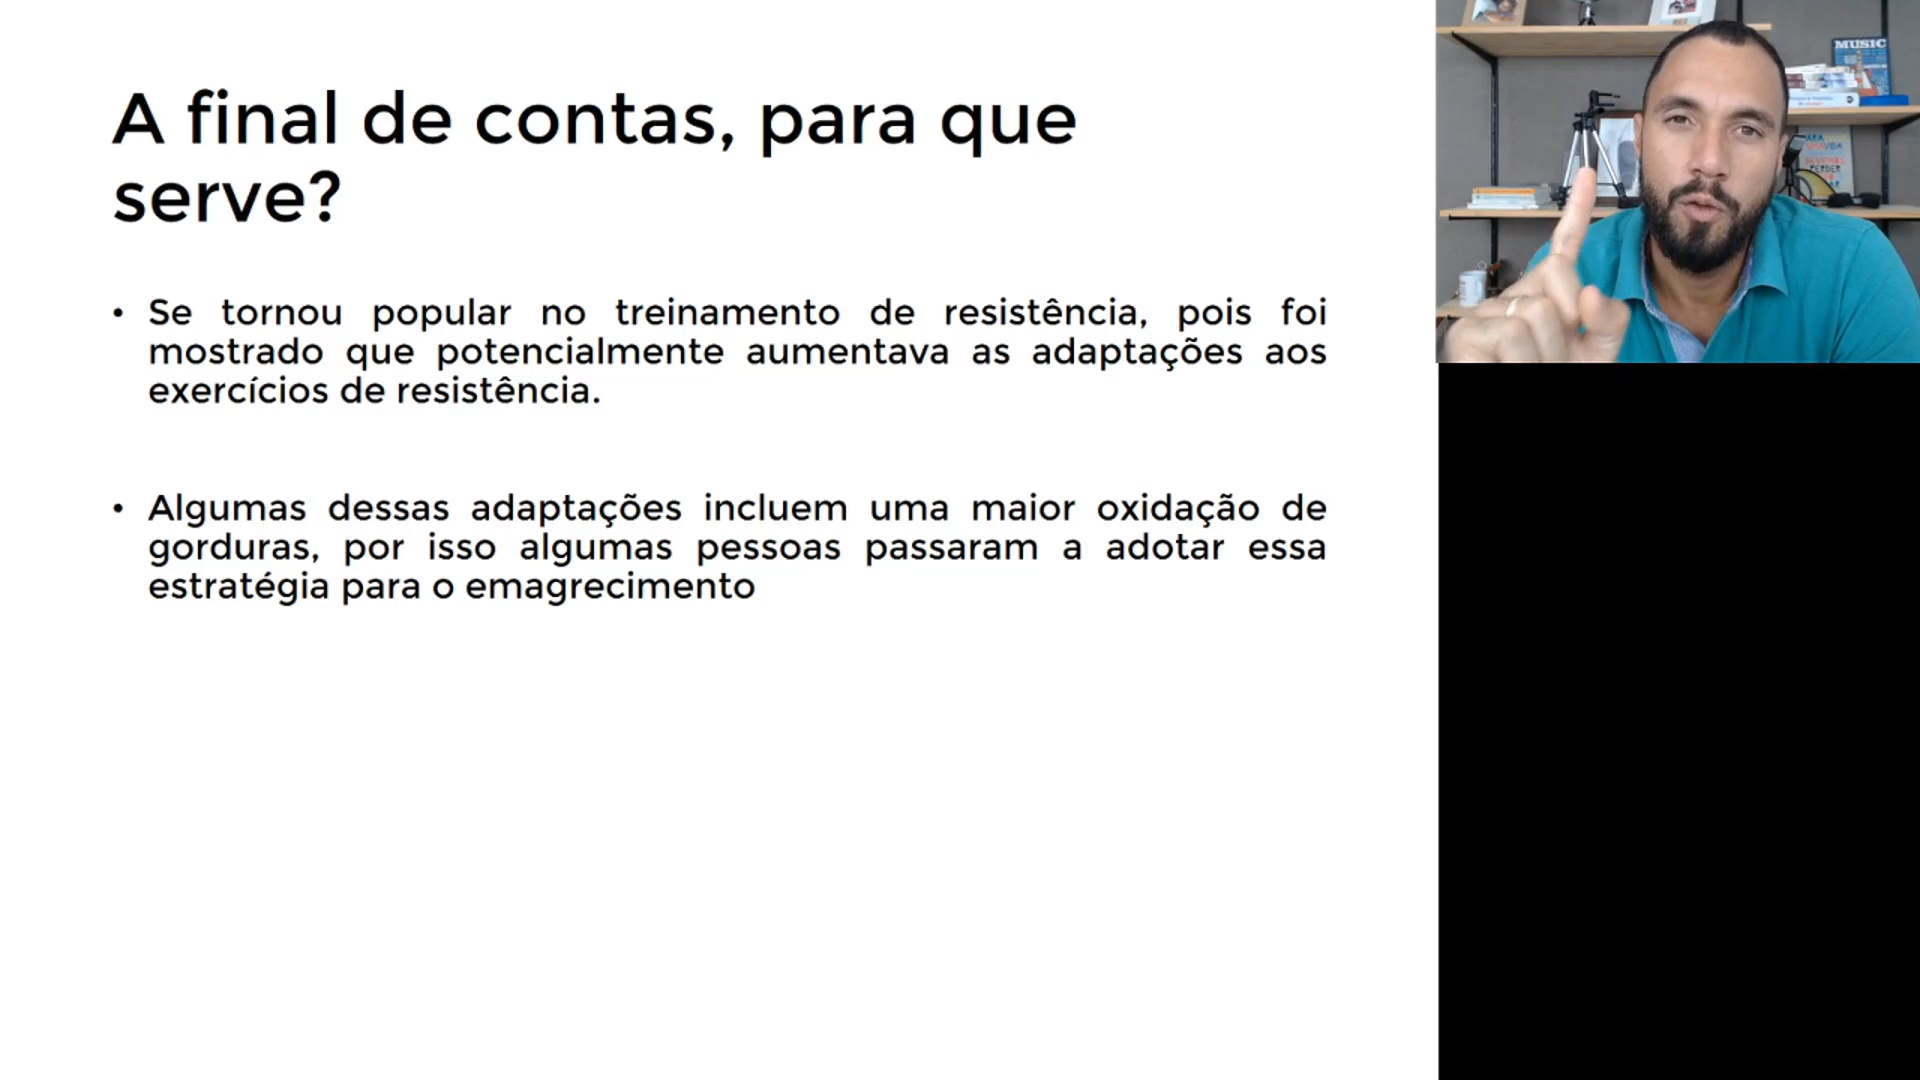 A final de contas, para que
serve?
• Se tornou popular no treinamento de resistência, pois foi
mostrado que potencialmente aumentava as adaptações aos
exercícios de resistência.
• Algumas dessas adaptações incluem uma maior oxidação de
gorduras, por isso algumas pessoas passaram a adotar essa
estratégia para o emagrecimento
MUSIC